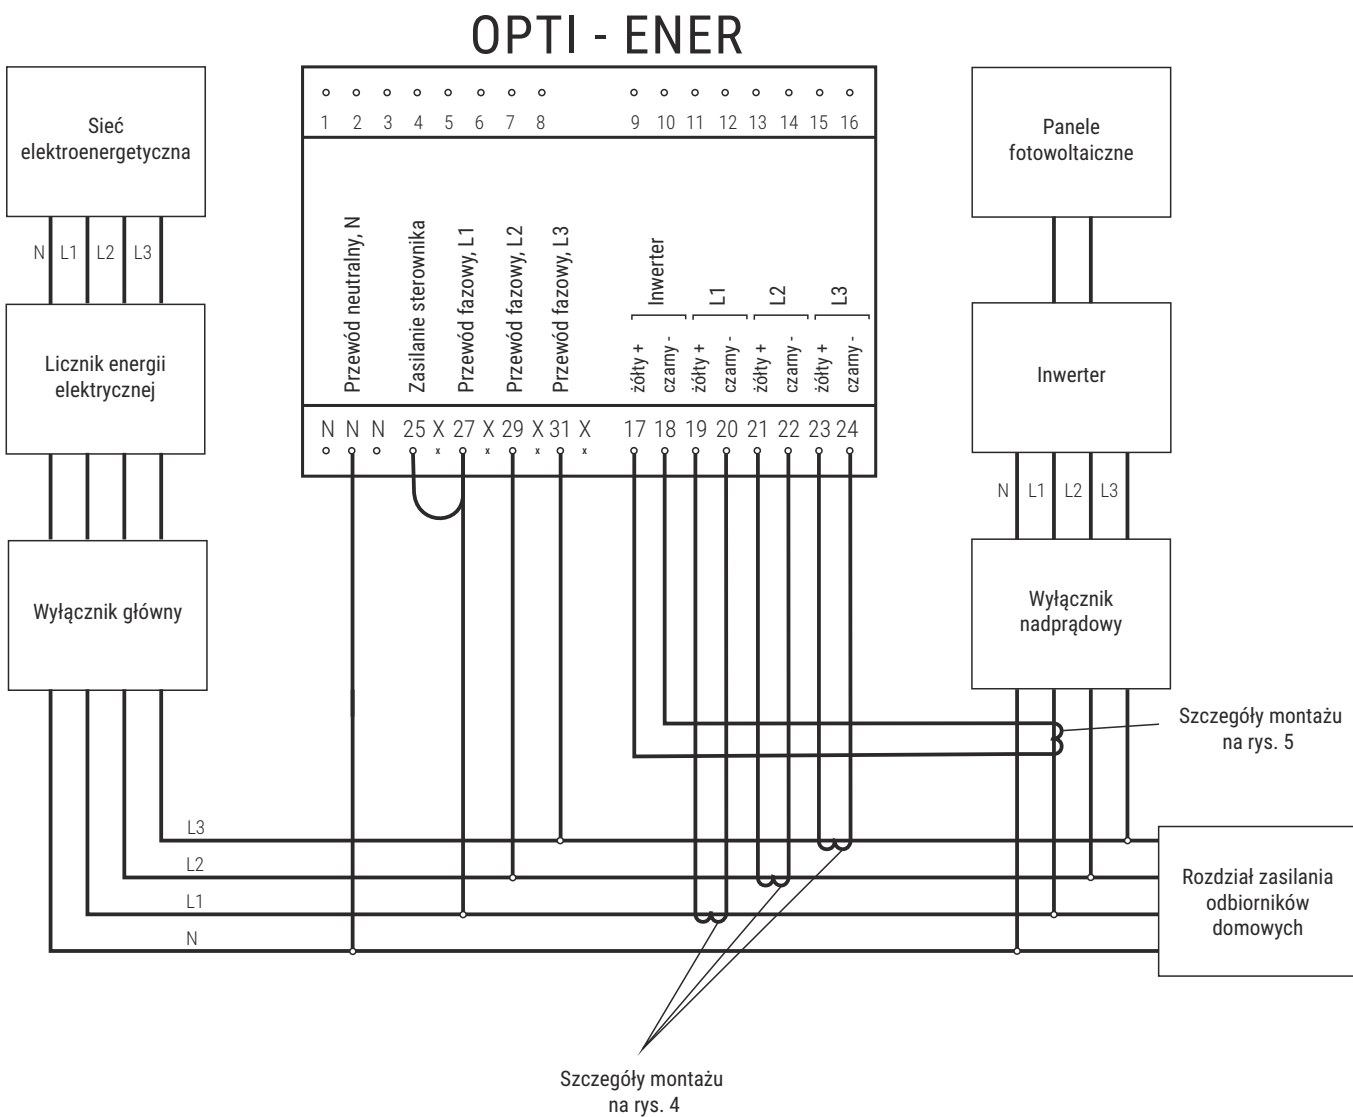 OPTI - ENER
Sieć
elektroenergetyczna
N L1 L2 L3
Licznik energii
elektrycznej
Wyłącznik główny
1 2 3 4 5 6 7 8 9 10 11 12 13 14 15 16
Przewód neutralny, N
Zasilanie sterownika
Przewód fazowy, L1
Przewód fazowy, L2
Przewód fazowy, L3
Inwerter
żółty +
czarny -
L1
żółty +
czarny -
L2
żółty +
czarny -
L3
żółty +
czarny -
N N N 25 X 27 X 29 X 31 X 17 18 19 20 21 22 23 24
x x x x
Panele
fotowoltaiczne
Inwerter
N L1 L2 L3
Wyłącznik
nadprądowy
Szczegóły montażu
na rys. 5
L3
L2
L1
N
Rozdział zasilania
odbiorników
domowych
Szczegóły montażu
na rys. 4